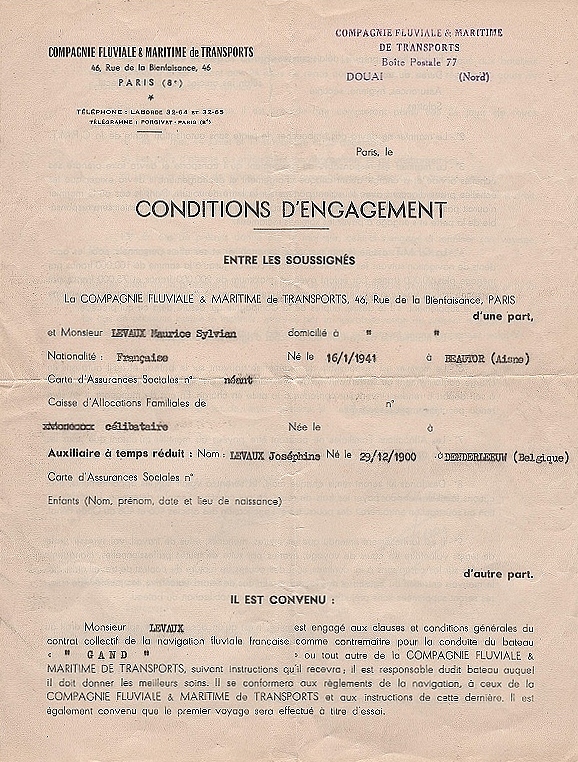 COMPAGNIE FLUVIALE & MARITIME de TRANSPORTS
46, Rue de la Bienfaisance, 46
PARIS (8e)
TÉLÉPHONE : LABORDE 32-64 ET 32-65
TÉLÉGRAMME : FORGIVET - PARIS (8e)
COMPAGNIE FLUVIALE & MARITIME
DE TRANSPORTS
Boîte Postale 77
DOUAI (Nord)
Paris, le
CONDITIONS D'ENGAGEMENT
ENTRE LES SOUSSIGNÉS
La COMPAGNIE FLUVIALE & MARITIME de TRANSPORTS, 46, Rue de la Bienfaisance, PARIS
d'une part,
et Monsieur LEVAUX Maurice Sylvian domicilié à " "
Nationalité : Française Né le 16/1/1941 à BEAUTOR (Aisne)
Carte d'Assurances Sociales n° néant
Caisse d'Allocations Familiales de n°
célibataire Née le à
Auxiliaire à temps réduit : Nom : LEVAUX Joséphine Né le 29/12/1900 à DENDERLEEUW (Belgique)
Carte d'Assurances Sociales n°
Enfants (Nom, prénom, date et lieu de naissance)
d'autre part.
IL EST CONVENU :
Monsieur LEVAUX est engagé aux clauses et conditions générales du
contrat collectif de la navigation fluviale française comme contremaître pour la conduite du bateau
« " GAND " » ou tout autre de la COMPAGNIE FLUVIALE &
MARITIME DE TRANSPORTS, suivant instructions qu'il recevra; il est responsable dudit bateau auquel
il doit donner les meilleurs soins. Il se conformera aux règlements de la navigation, à ceux de la
COMPAGNIE FLUVIALE & MARITIME de TRANSPORTS et aux instructions de cette dernière. Il est
également convenu que le premier voyage sera effectué à titre d'essai.